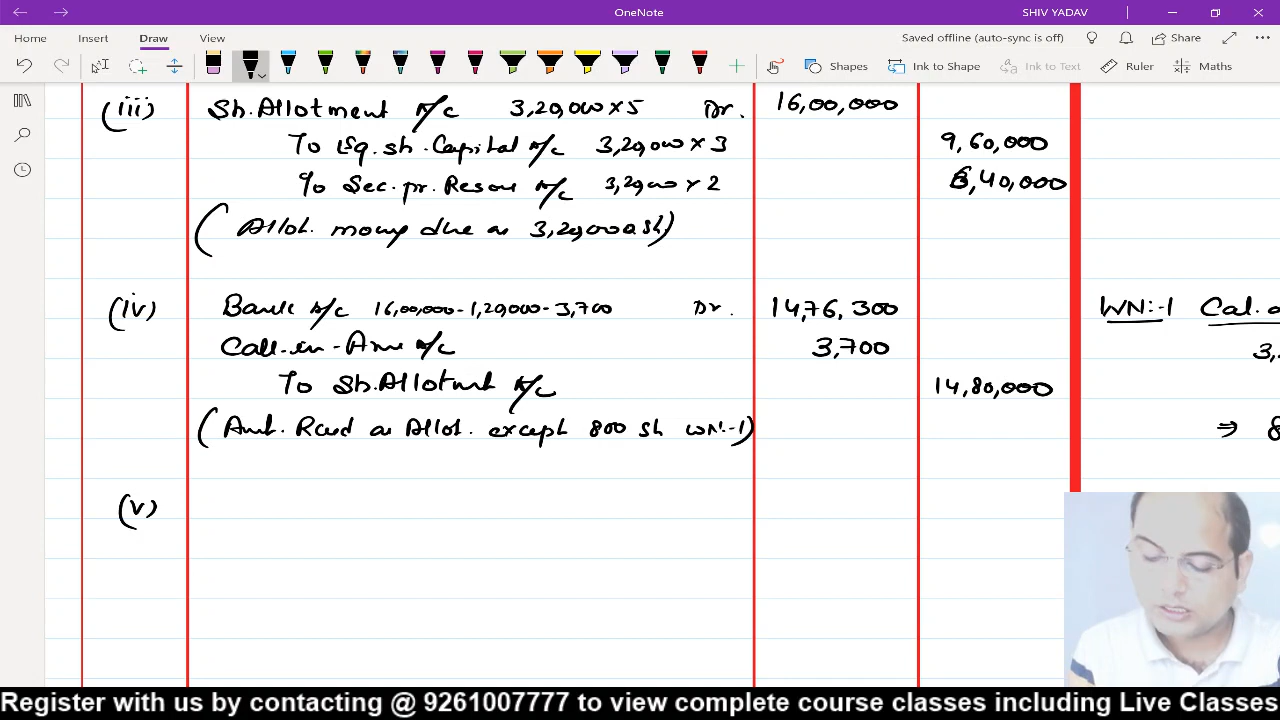 OneNote
SHIV YADAV
Home Insert Draw View
Saved offline (auto-sync is off)
Share
Shapes
Ink to Shape
Ink to Text
Ruler
Maths
(iii) Sh. Allotment A/c 3,20,000 × 5 Dr. 16,00,000
To Eq. sh. Capital A/c 3,20,000 × 3 9,60,000
To Sec. pr. A/c 3,20,000 × 2 6,40,000
(Allot. money due on 3,20,000 sh)
(iv) Bank A/c 16,00,000 - 1,20,000 - 3,700 Dr. 14,76,300
Call-in-Arre A/c 3,700
To Sh. Allotment A/c 14,80,000
(Amt. Recd on Allot. except 800 sh WN:-1)
(v)
WN:-1 Cal.
3,
⇒ 8
Register with us by contacting @ 9261007777 to view complete course classes including Live Classes